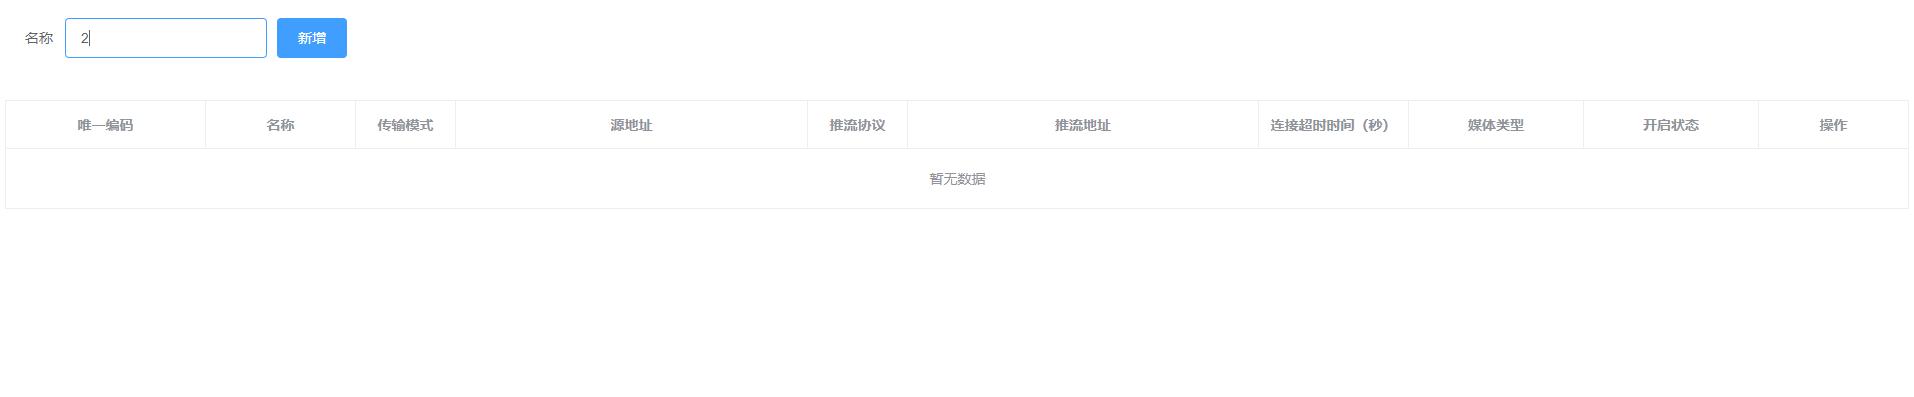 名称 2 新增
唯一编码 名称 传输模式 源地址 推流协议 推流地址 连接超时时间（秒） 媒体类型 开启状态 操作
暂无数据